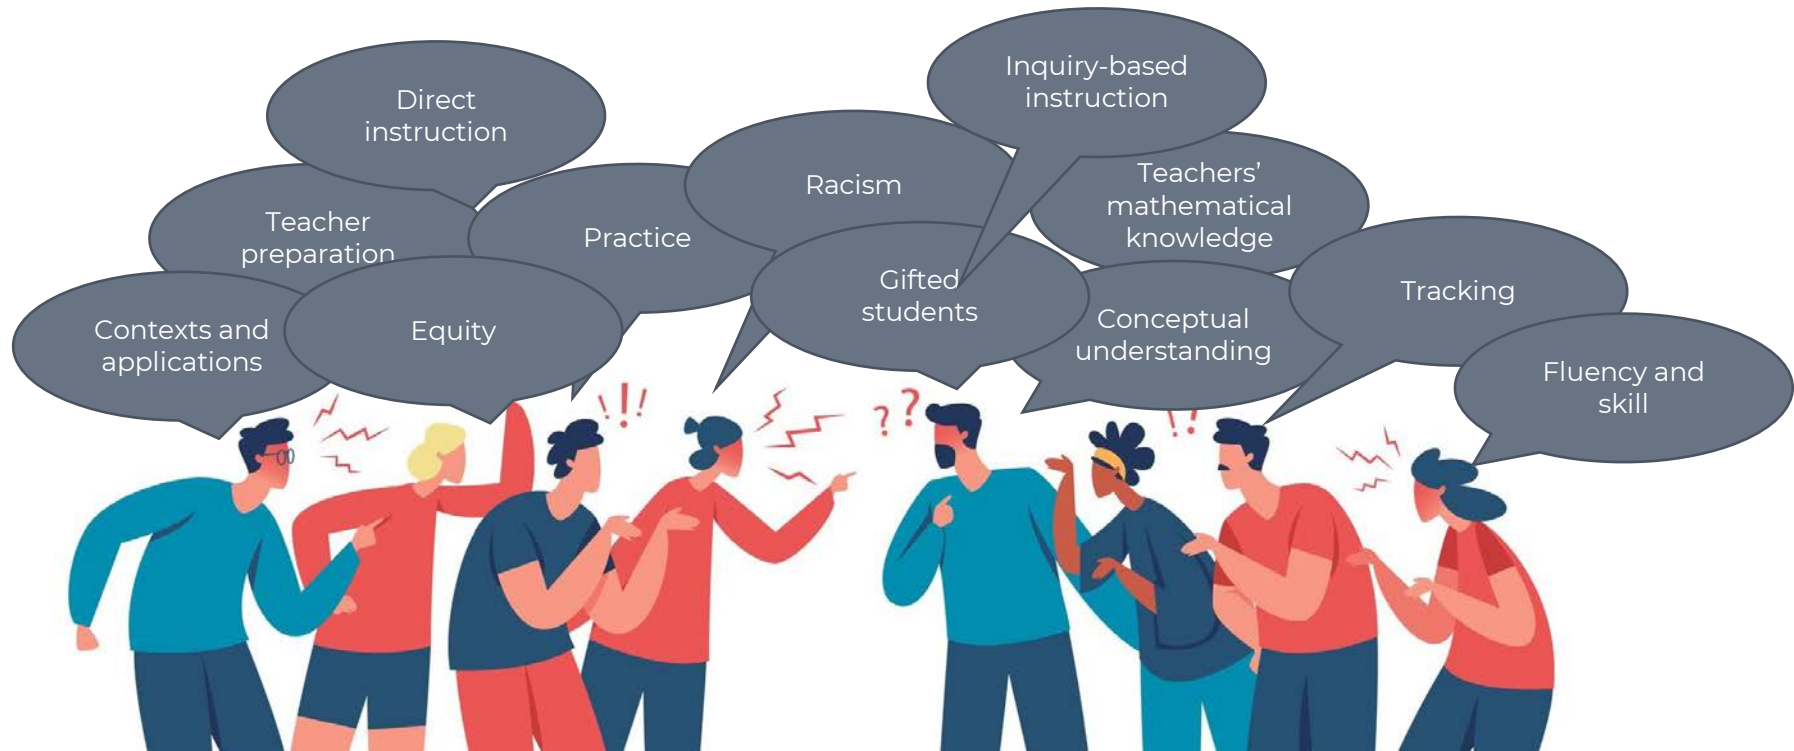 Direct
instruction
Inquiry-based
instruction
Teacher
preparation
Practice
Racism
Teachers’
mathematical
knowledge
Contexts and
applications
Equity
Gifted
students
Conceptual
understanding
Tracking
Fluency and
skill
!!!
??
!!